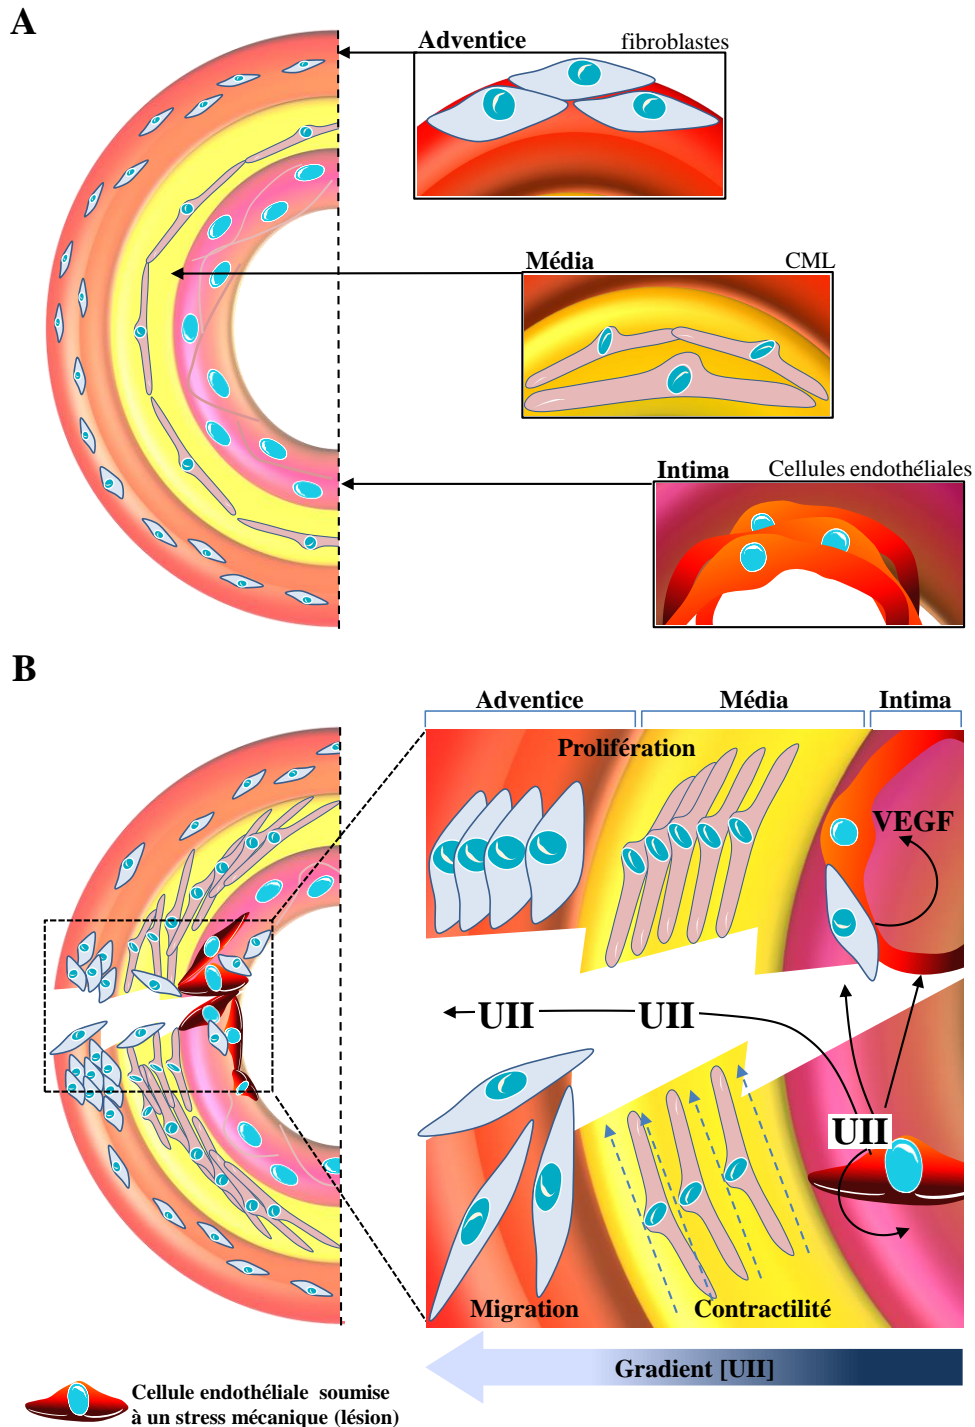 A
Adventice fibroblastes
Média CML
Intima Cellules endothéliales
B
Adventice Média Intima
Prolifération
VEGF
UII UII
UII
Migration Contractilité
Gradient [UII]
Cellule endothéliale soumise
à un stress mécanique (lésion)